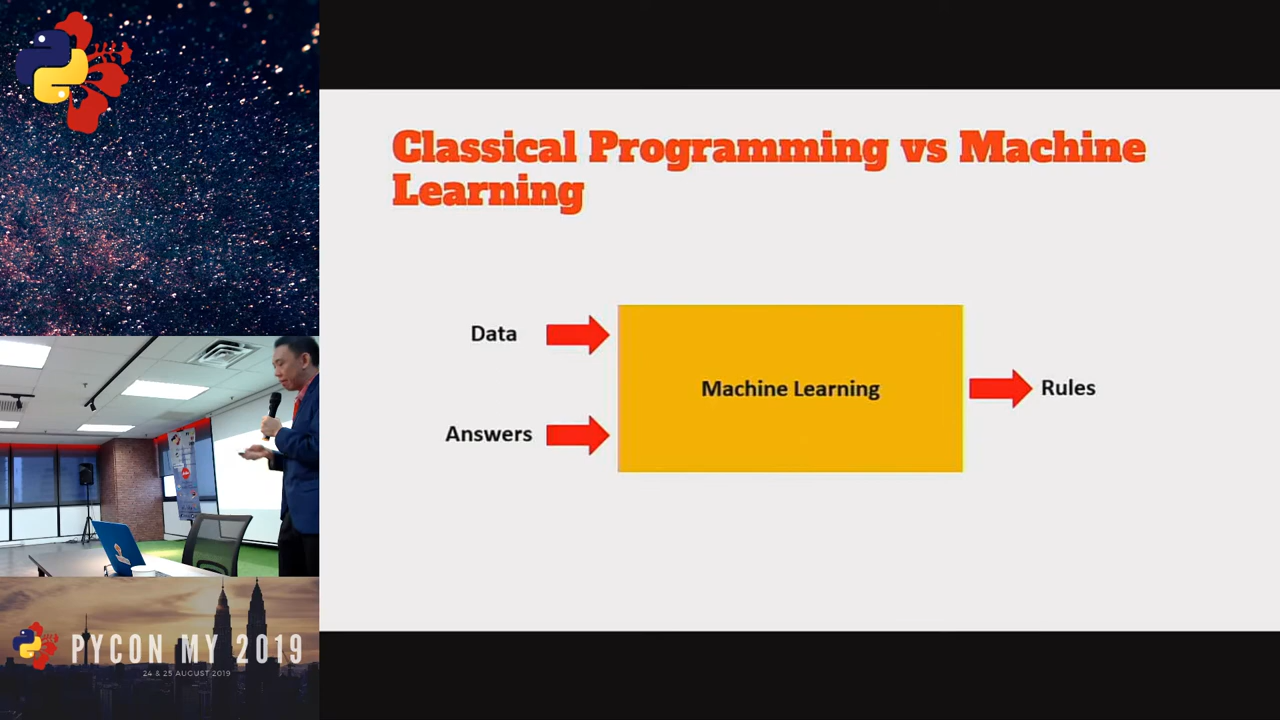 Classical Programming vs Machine
Learning
Data
Machine Learning
Rules
Answers
PYCON MY 2019
24 & 25 AUGUST 2019